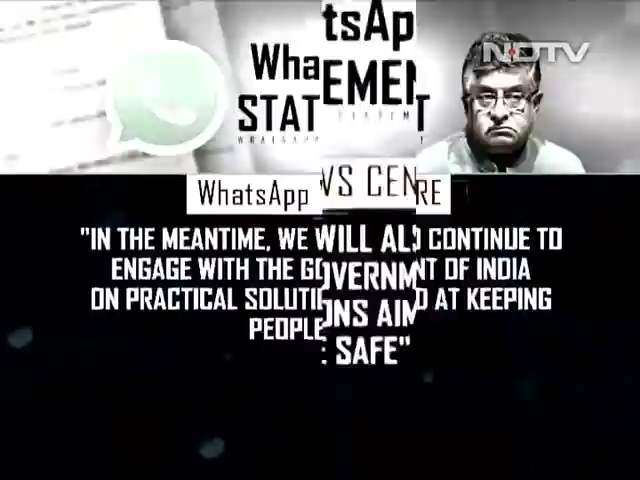 NDTV
WhatsApp
STATEMENT
WhatsApp VS CENTRE
"IN THE MEANTIME, WE WILL ALSO CONTINUE TO
ENGAGE WITH THE GOVERNMENT OF INDIA
ON PRACTICAL SOLUTIONS AIMED AT KEEPING
PEOPLE SAFE"